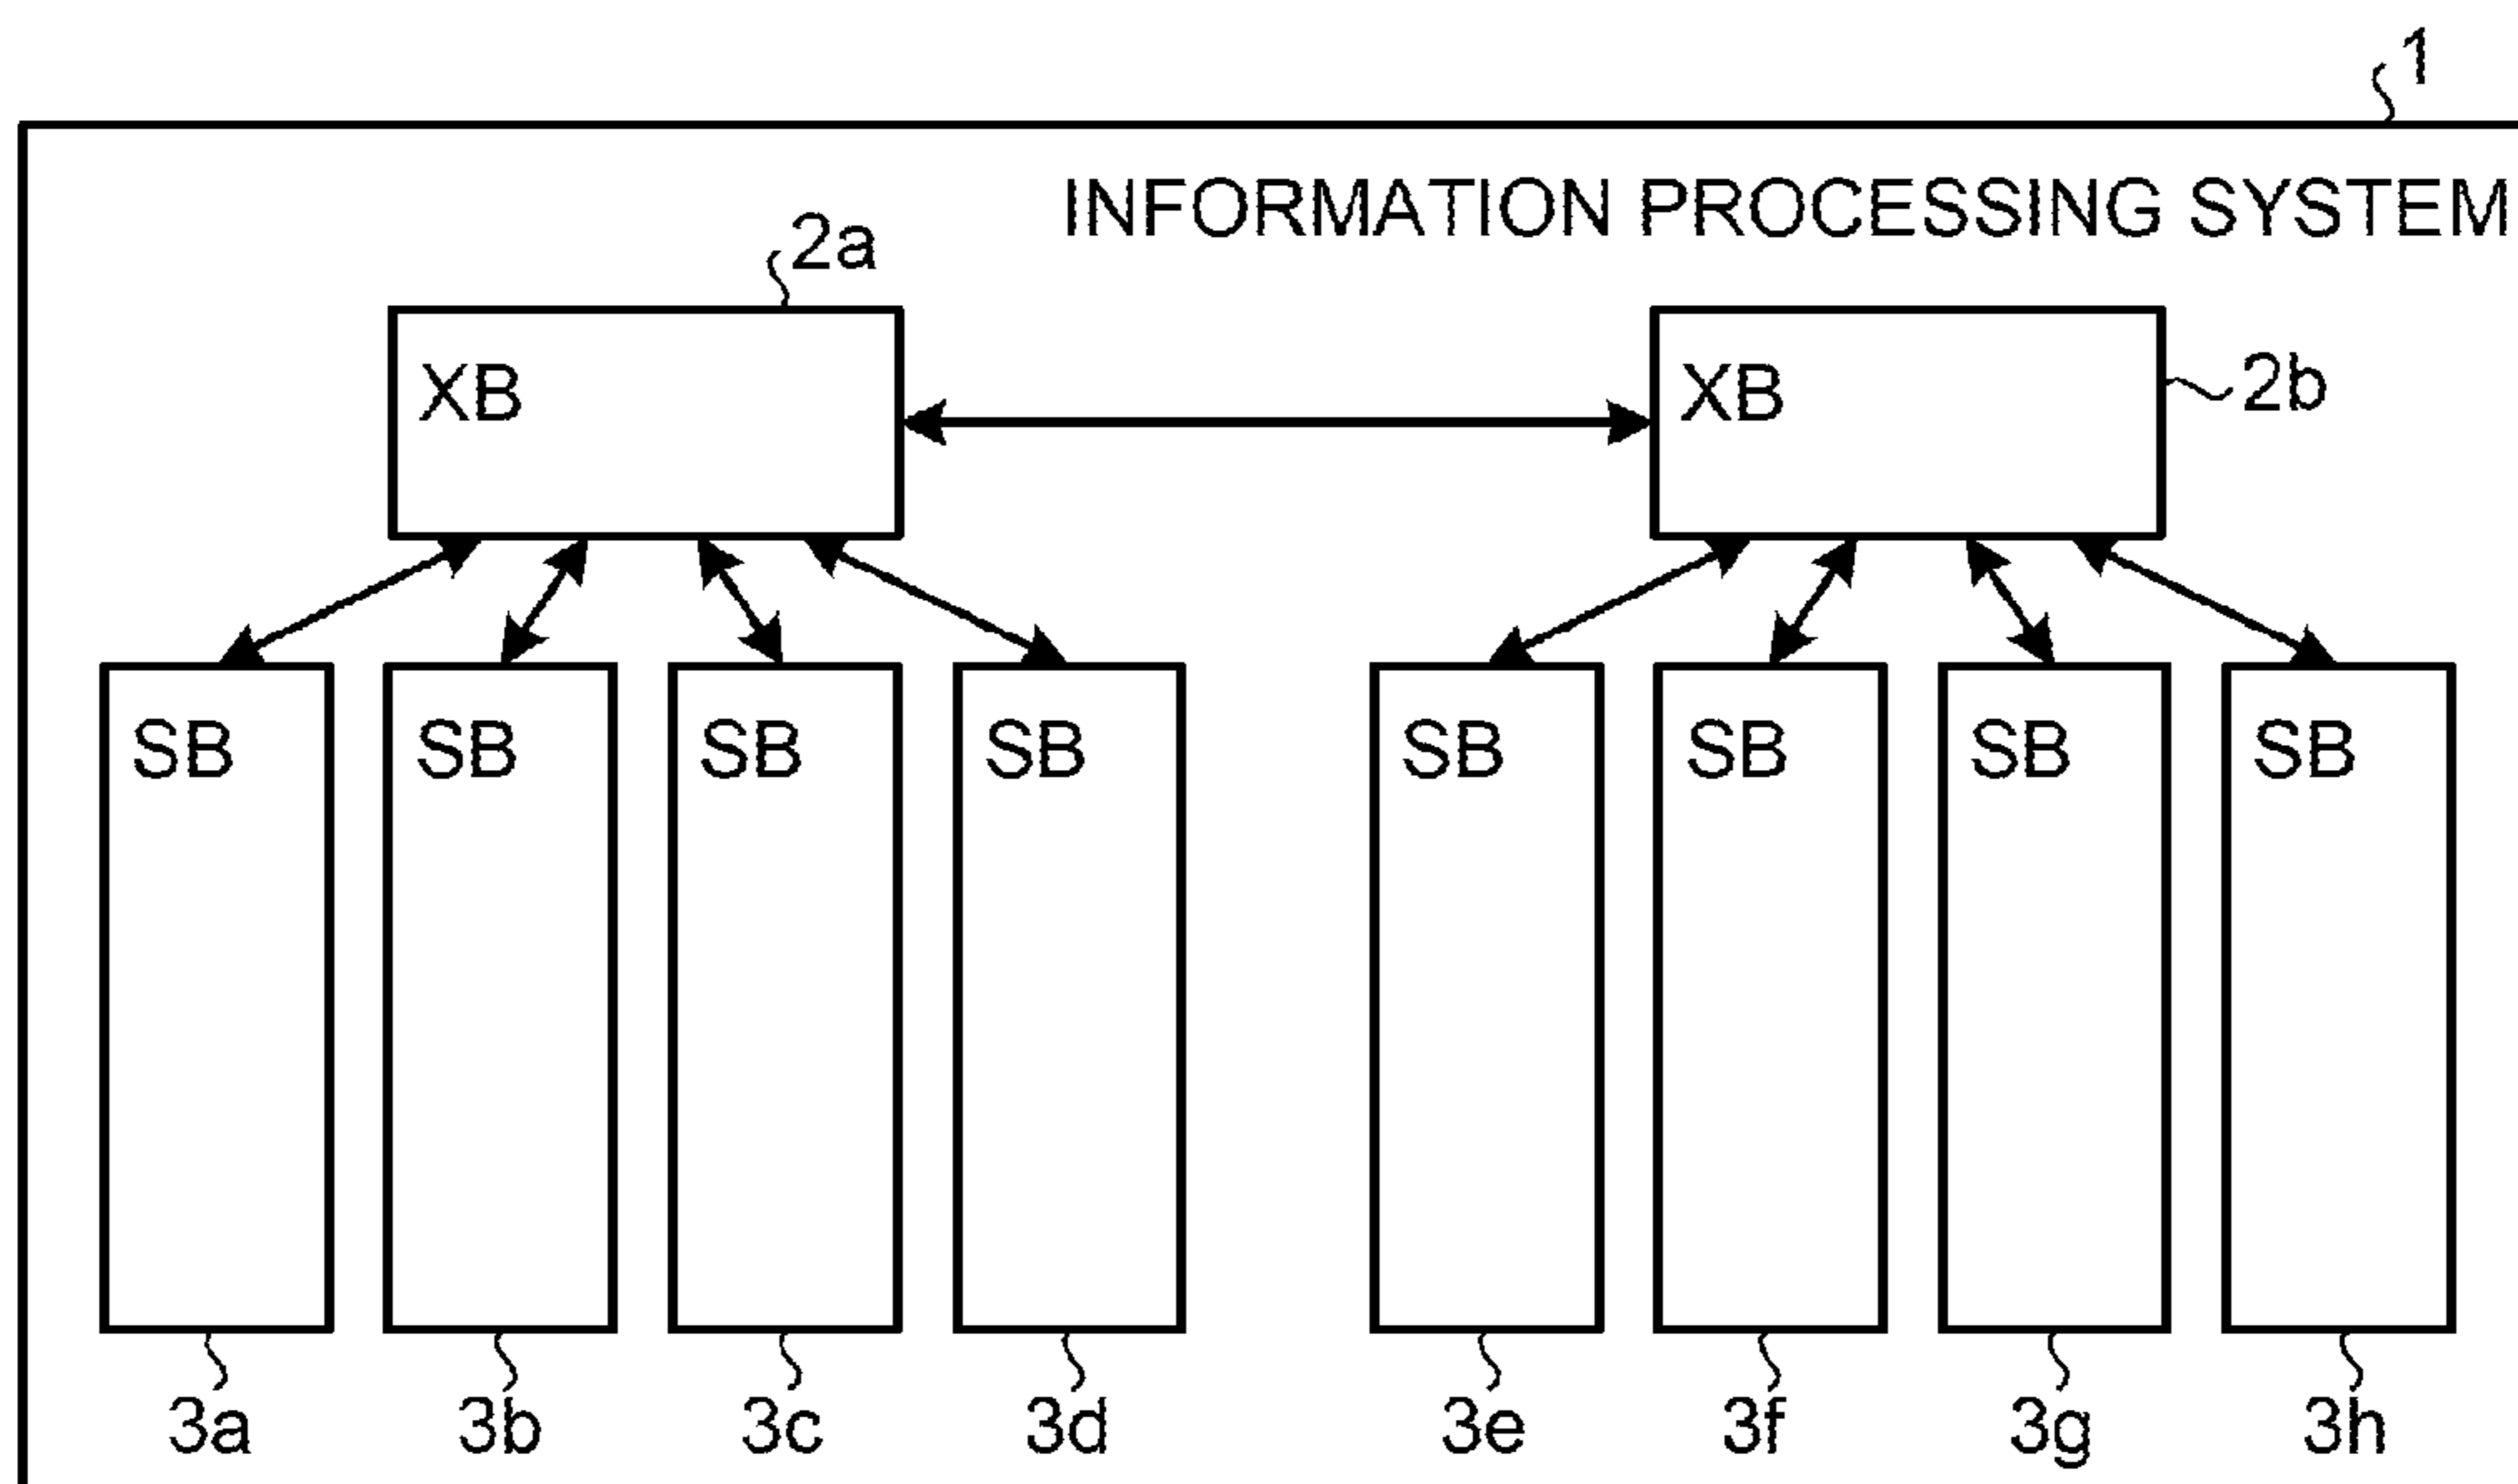 1
INFORMATION PROCESSING SYSTEM
2a
XB
XB
2b
SB SB SB SB SB SB SB SB
3a 3b 3c 3d 3e 3f 3g 3h